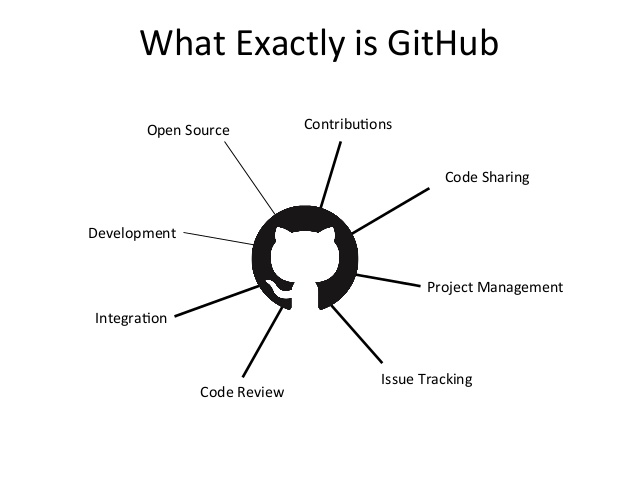 What Exactly is GitHub
Open Source
Contributions
Code Sharing
Development
Project Management
Integration
Issue Tracking
Code Review